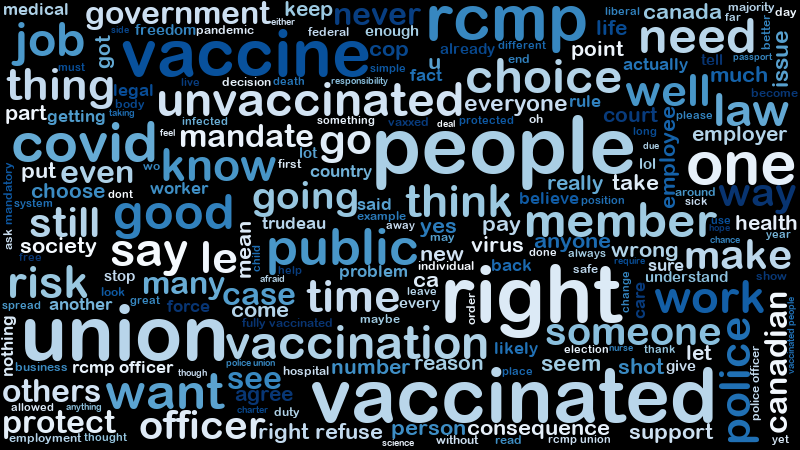 medical
government
either
keep
never
rcmp
liberal
canada
majority
day
side
freedom
pandemic
federal
enough
life
far
better
job
got
vaccine
cop
already
different
need
passport
issue
must
live
decision
death
simple
u
end
point
actually
tell
thing
legal
responsibility
fact
choice
well
much
become
body
taking
unvaccinated
everyone
rule
court
please
law
part
getting
infected
something
vaxxed
deal
protected
oh
long
employee
employer
covid
feel
mandate
go
people
due
one
put
even
wo
know
first
lot
country
lol
mandatory
choose
dont
worker
going
said
think
really
take
around
sick
way
system
still
good
trudeau
example
away
yes
pay
believe
position
use
hope
health
ask
society
say
le
mean
child
public
may
new
virus
member
anyone
chance
year
free
stop
help
problem
individual
done
always
wrong
sure
make
risk
look
many
afraid
ca
back
safe
require
understand
show
spread
another
great
force
case
time
leave
every
order
right
change
care
work
nothing
union
come
fully vaccinated
maybe
someone
vaccinated people
business
rcmp officer
though
vaccination
police union
likely
election
nurse
thank
let
police
canadian
others
want
see
hospital
number
reason
place
seem
shot
give
police officer
allowed
anything
agree
vaccinated
protect
officer
charter
duty
employment
thought
right refuse
science
person
without
consequence
read
rcmp union
support
yet